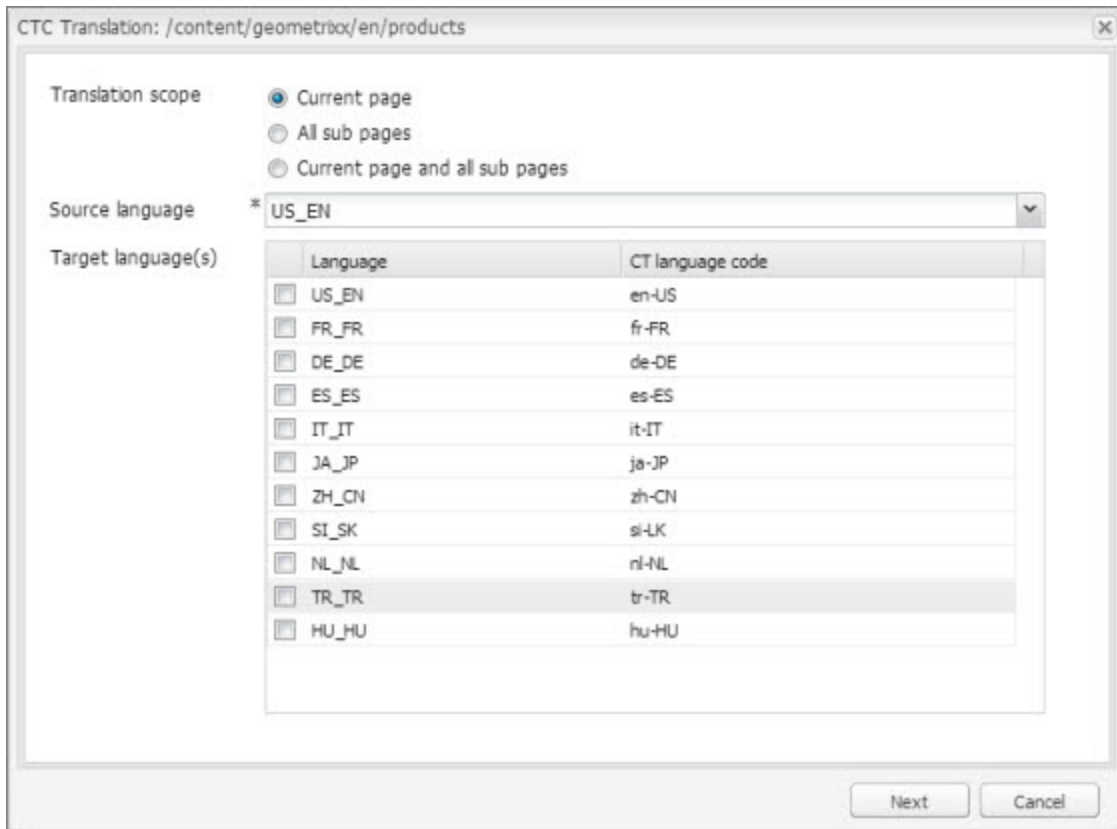 CTC Translation: /content/geometrixx/en/products
Translation scope
Current page
All sub pages
Current page and all sub pages
Source language * US_EN
Target language(s)
Language CT language code
US_EN en-US
FR_FR fr-FR
DE_DE de-DE
ES_ES es-ES
IT_IT it-IT
JA_JP ja-JP
ZH_CN zh-CN
SI_SK si-LK
NL_NL nl-NL
TR_TR tr-TR
HU_HU hu-HU
Next Cancel